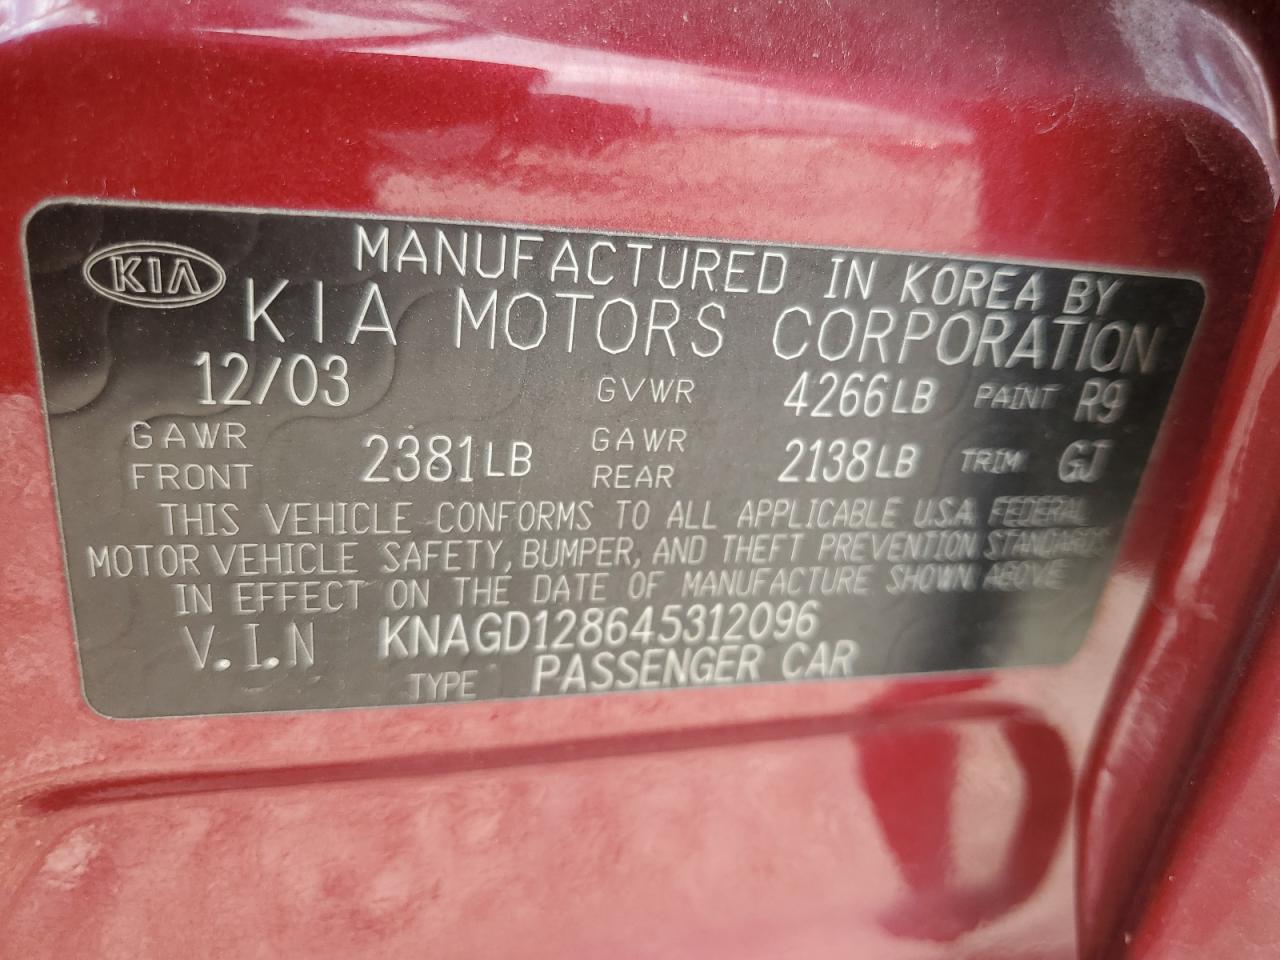 KIA
MANUFACTURED IN KOREA BY
KIA MOTORS CORPORATION
12/03 GVWR 4266LB PAINT R9
GAWR FRONT 2381LB GAWR REAR 2138LB TRIM GJ
THIS VEHICLE CONFORMS TO ALL APPLICABLE U.S.A. FEDERAL
MOTOR VEHICLE SAFETY, BUMPER, AND THEFT PREVENTION STANDARDS
IN EFFECT ON THE DATE OF MANUFACTURE SHOWN ABOVE
V.I.N KNAGD128645312096
TYPE PASSENGER CAR